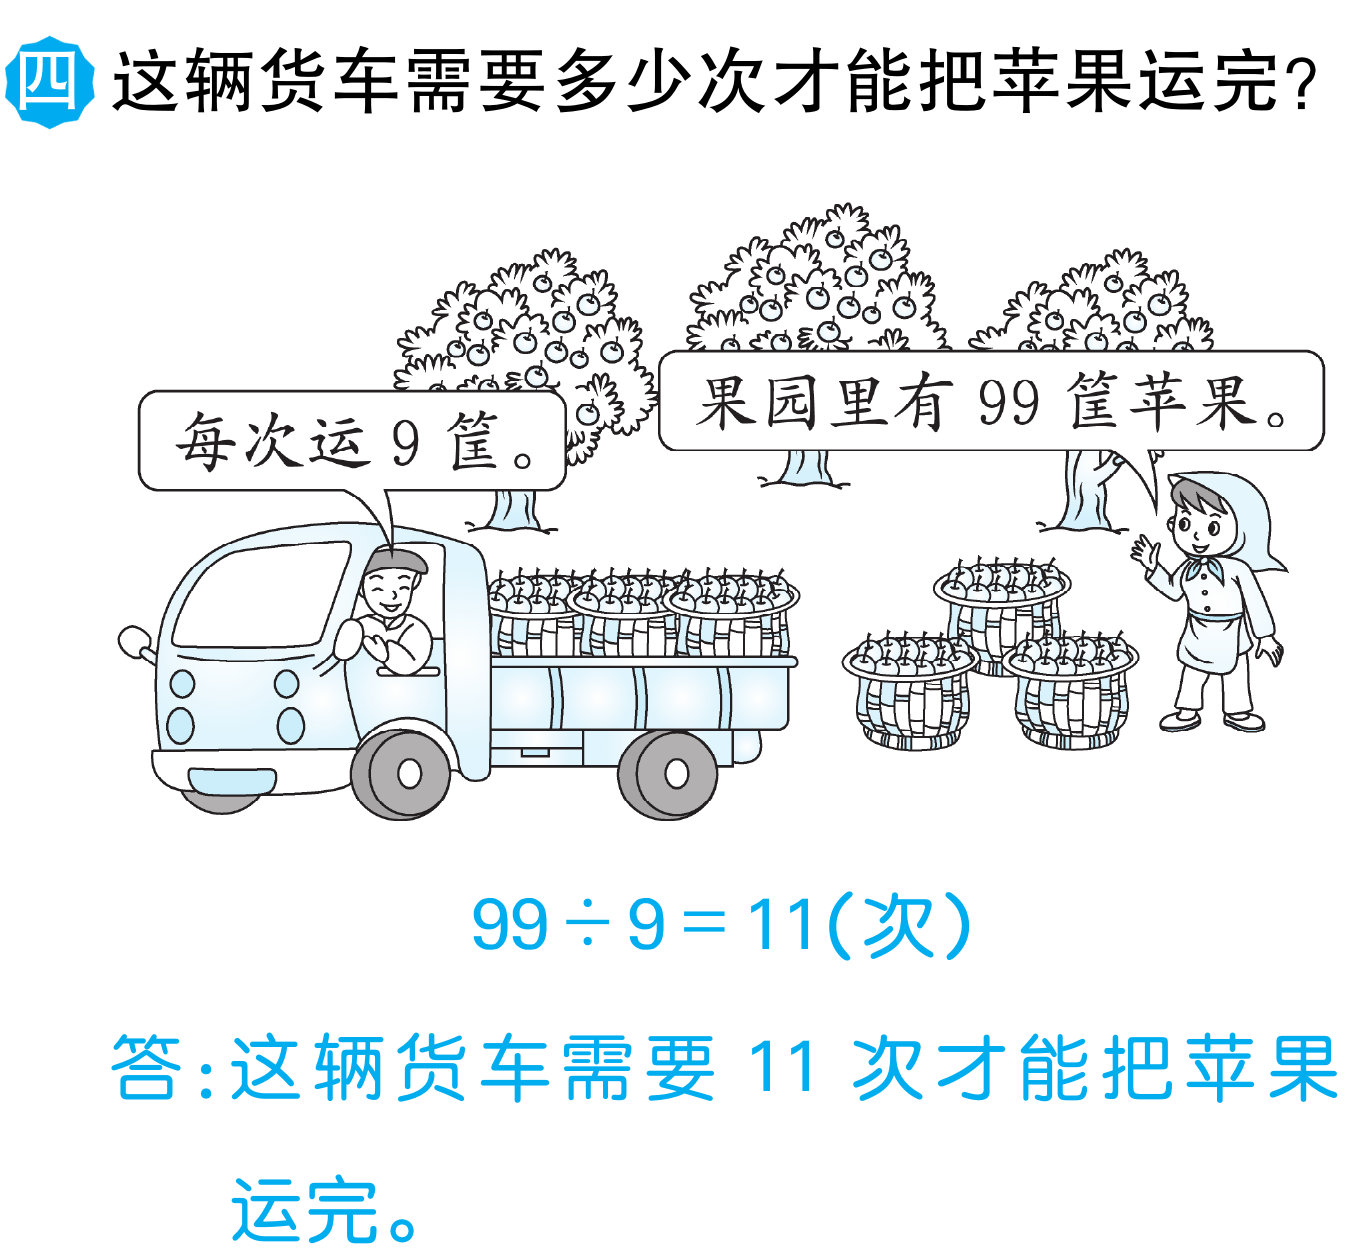 四 这辆货车需要多少次才能把苹果运完?
果园里有 99 筐苹果。
每次运 9 筐。
99÷9=11(次)
答:这辆货车需要 11 次才能把苹果
运完。